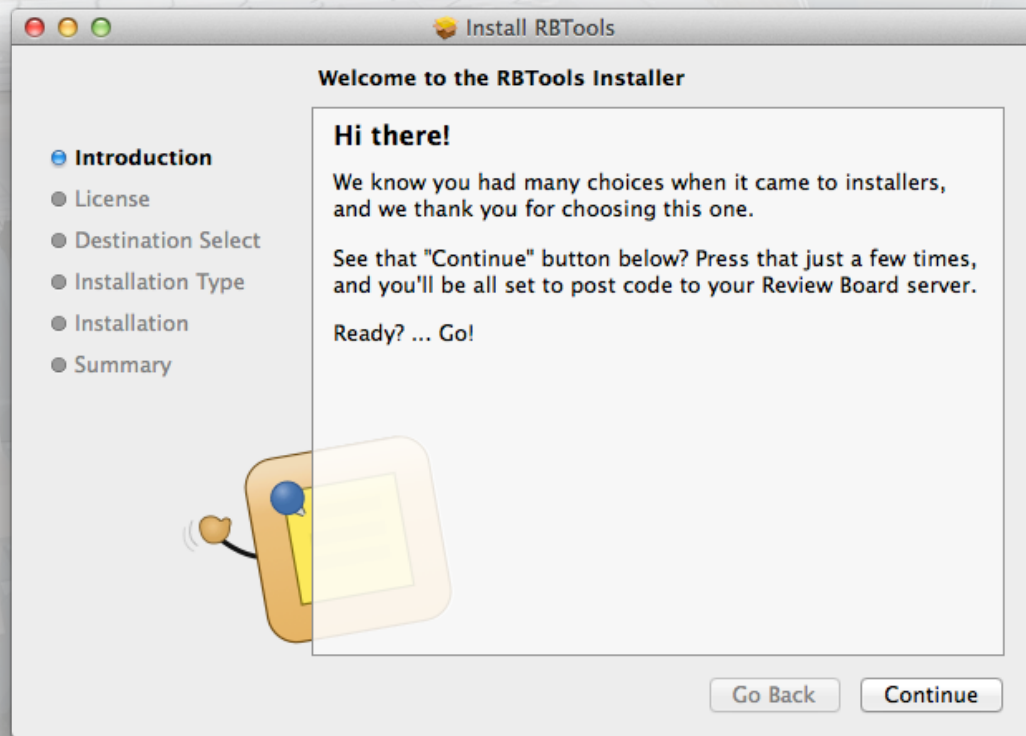 Install RBTools
Welcome to the RBTools Installer
Introduction
License
Destination Select
Installation Type
Installation
Summary
Hi there!
We know you had many choices when it came to installers,
and we thank you for choosing this one.
See that "Continue" button below? Press that just a few times,
and you'll be all set to post code to your Review Board server.
Ready? ... Go!
Go Back
Continue